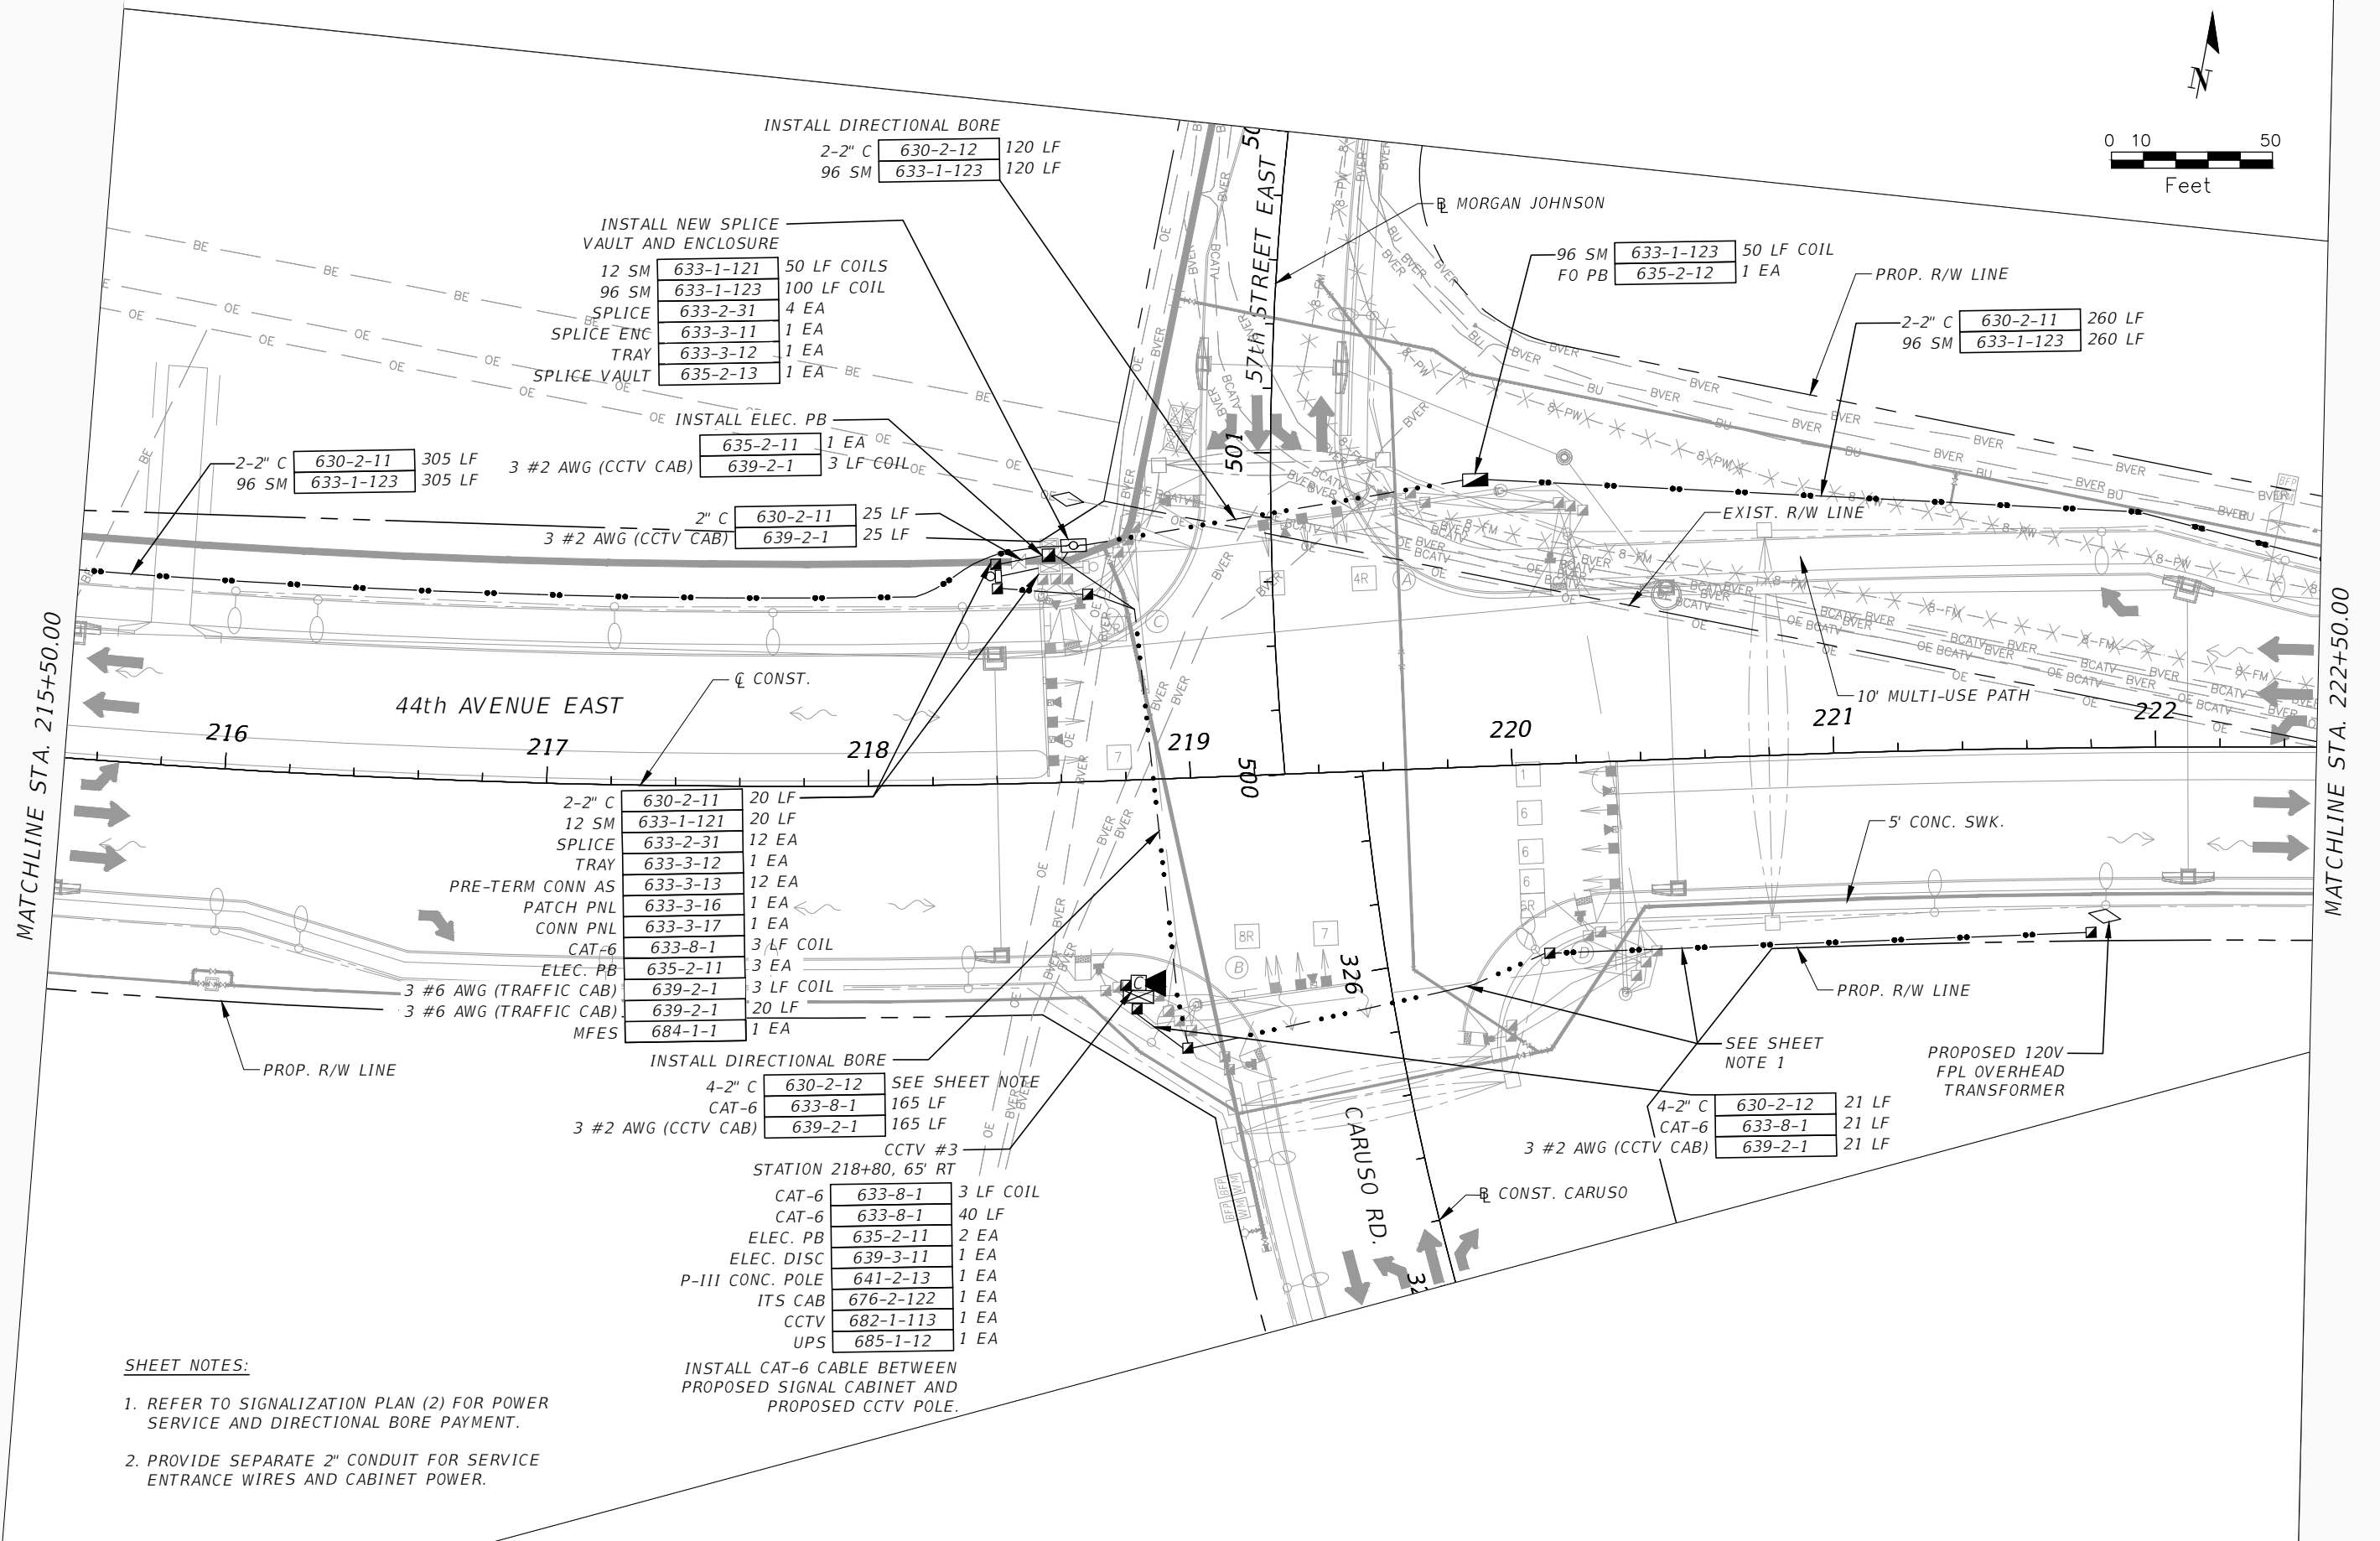 N
0 10 50
Feet
INSTALL DIRECTIONAL BORE
2-2" C 630-2-12 120 LF
96 SM 633-1-123 120 LF
INSTALL NEW SPLICE
VAULT AND ENCLOSURE
12 SM 633-1-121 50 LF COILS
96 SM 633-1-123 100 LF COIL
SPLICE 633-2-31 4 EA
SPLICE ENC 633-3-11 1 EA
TRAY 633-3-12 1 EA
SPLICE VAULT 635-2-13 1 EA
INSTALL ELEC. PB
635-2-11 1 EA
3 #2 AWG (CCTV CAB) 639-2-1 3 LF COIL
2-2" C 630-2-11 305 LF
96 SM 633-1-123 305 LF
2" C 630-2-11 25 LF
3 #2 AWG (CCTV CAB) 639-2-1 25 LF
57th STREET EAST
501
500
℄ MORGAN JOHNSON
96 SM 633-1-123 50 LF COIL
FO PB 635-2-12 1 EA
PROP. R/W LINE
2-2" C 630-2-11 260 LF
96 SM 633-1-123 260 LF
EXIST. R/W LINE
10' MULTI-USE PATH
℄ CONST.
44th AVENUE EAST
216 217 218 219 220 221 222
MATCHLINE STA. 215+50.00
MATCHLINE STA. 222+50.00
2-2" C 630-2-11 20 LF
12 SM 633-1-121 20 LF
SPLICE 633-2-31 12 EA
TRAY 633-3-12 1 EA
PRE-TERM CONN AS 633-3-13 12 EA
PATCH PNL 633-3-16 1 EA
CONN PNL 633-3-17 1 EA
CAT-6 633-8-1 3 LF COIL
ELEC. PB 635-2-11 3 EA
3 #6 AWG (TRAFFIC CAB) 639-2-1 3 LF COIL
3 #6 AWG (TRAFFIC CAB) 639-2-1 20 LF
MFES 684-1-1 1 EA
5' CONC. SWK.
PROP. R/W LINE
PROP. R/W LINE
326
CARUSO RD.
SEE SHEET
NOTE 1
PROPOSED 120V
FPL OVERHEAD
TRANSFORMER
INSTALL DIRECTIONAL BORE
4-2" C 630-2-12 SEE SHEET NOTE
CAT-6 633-8-1 165 LF
3 #2 AWG (CCTV CAB) 639-2-1 165 LF
4-2" C 630-2-12 21 LF
CAT-6 633-8-1 21 LF
3 #2 AWG (CCTV CAB) 639-2-1 21 LF
℄ CONST. CARUSO
CCTV #3
STATION 218+80, 65' RT
CAT-6 633-8-1 3 LF COIL
CAT-6 633-8-1 40 LF
ELEC. PB 635-2-11 2 EA
ELEC. DISC 639-3-11 1 EA
P-III CONC. POLE 641-2-13 1 EA
ITS CAB 676-2-122 1 EA
CCTV 682-1-113 1 EA
UPS 685-1-12 1 EA
INSTALL CAT-6 CABLE BETWEEN
PROPOSED SIGNAL CABINET AND
PROPOSED CCTV POLE.
SHEET NOTES:
1. REFER TO SIGNALIZATION PLAN (2) FOR POWER
SERVICE AND DIRECTIONAL BORE PAYMENT.
2. PROVIDE SEPARATE 2" CONDUIT FOR SERVICE
ENTRANCE WIRES AND CABINET POWER.